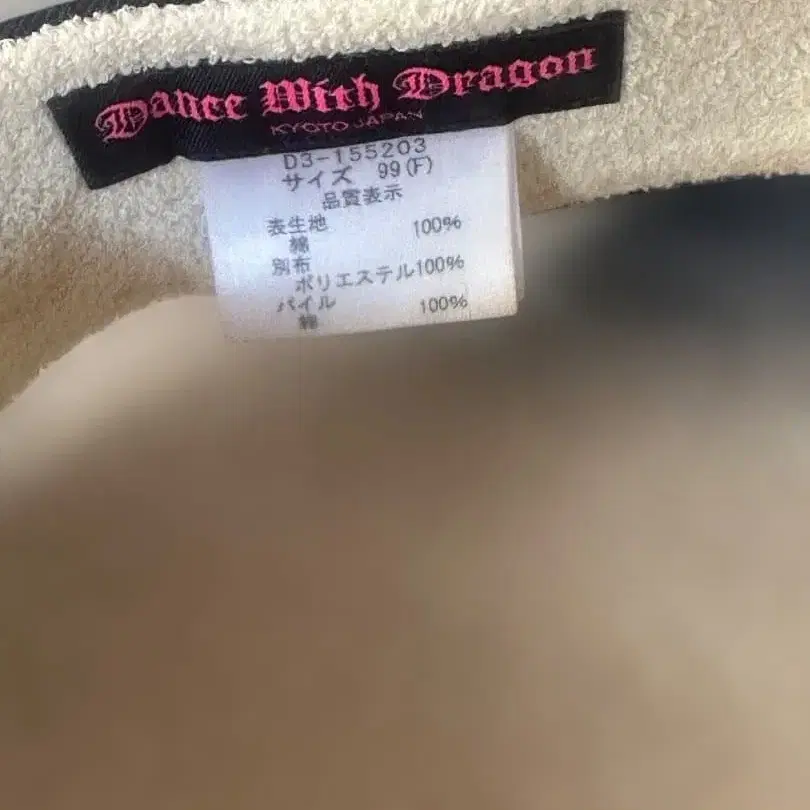 Dance With Dragon
KYOTO JAPAN
D3-155203
サイズ 99(F)
品質表示
表生地
綿 100%
別布
ポリエステル100%
パイル
綿 100%